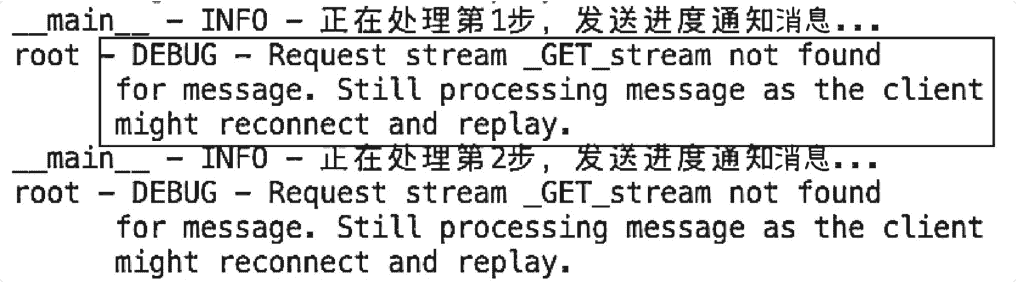 __main__ - INFO - 正在处理第1步，发送进度通知消息...
root - DEBUG - Request stream _GET_stream not found
for message. Still processing message as the client
might reconnect and replay.
__main__ - INFO - 正在处理第2步，发送进度通知消息...
root - DEBUG - Request stream _GET_stream not found
for message. Still processing message as the client
might reconnect and replay.